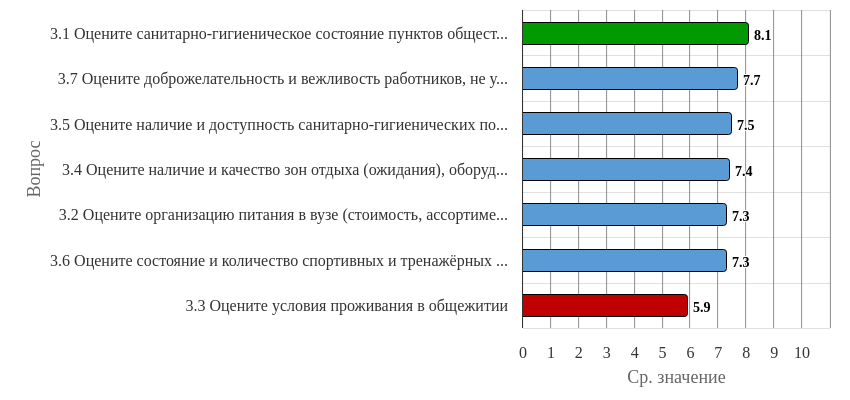 3.1 Оцените санитарно-гигиеническое состояние пунктов общест... 8.1
3.7 Оцените доброжелательность и вежливость работников, не у... 7.7
3.5 Оцените наличие и доступность санитарно-гигиенических по... 7.5
3.4 Оцените наличие и качество зон отдыха (ожидания), оборуд... 7.4
3.2 Оцените организацию питания в вузе (стоимость, ассортиме... 7.3
3.6 Оцените состояние и количество спортивных и тренажёрных ... 7.3
3.3 Оцените условия проживания в общежитии 5.9
Вопрос
0 1 2 3 4 5 6 7 8 9 10
Ср. значение